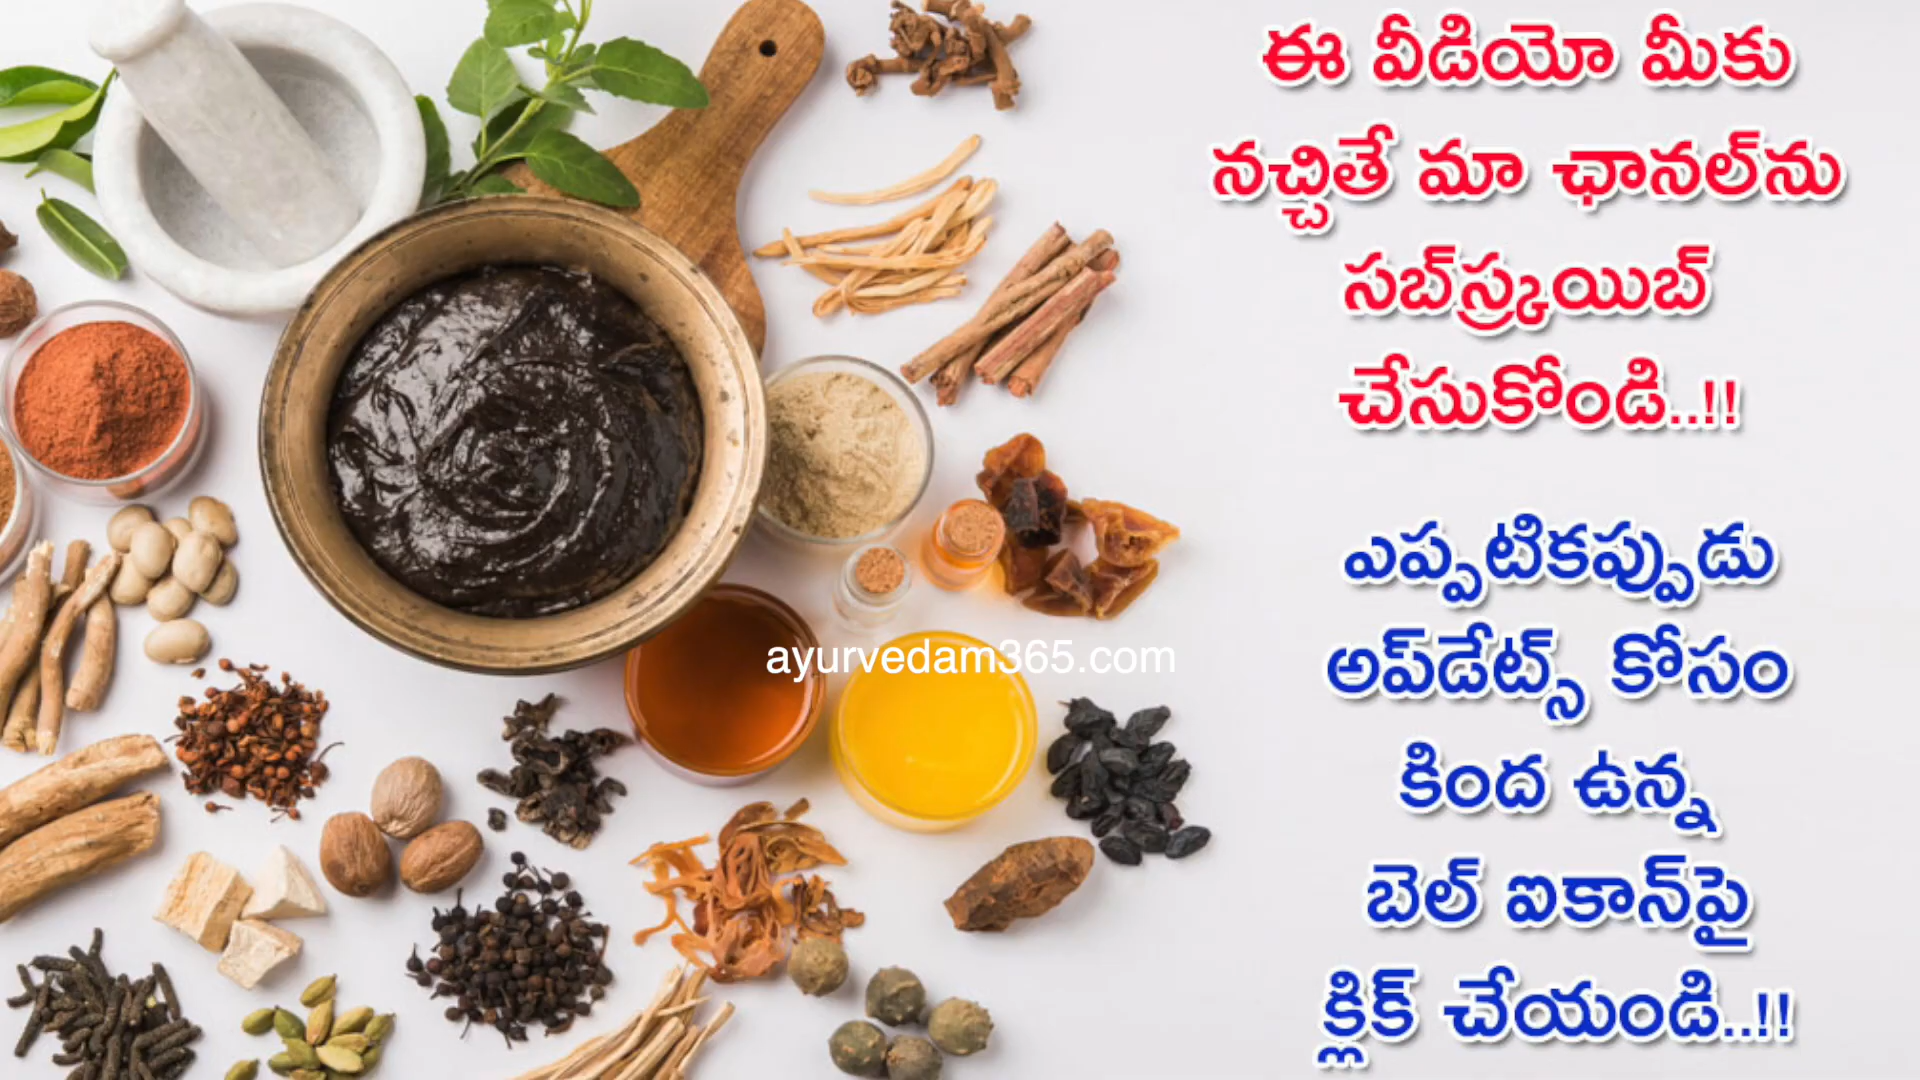 ఈ వీడియో మీకు
నచ్చితే మా ఛానల్‌ను
సబ్‌స్క్రయిబ్
చేసుకోండి..!!
ఎప్పటికప్పుడు
అప్‌డేట్స్ కోసం
కింద ఉన్న
బెల్ ఐకాన్‌పై
క్లిక్ చేయండి..!!
ayurvedam365.com